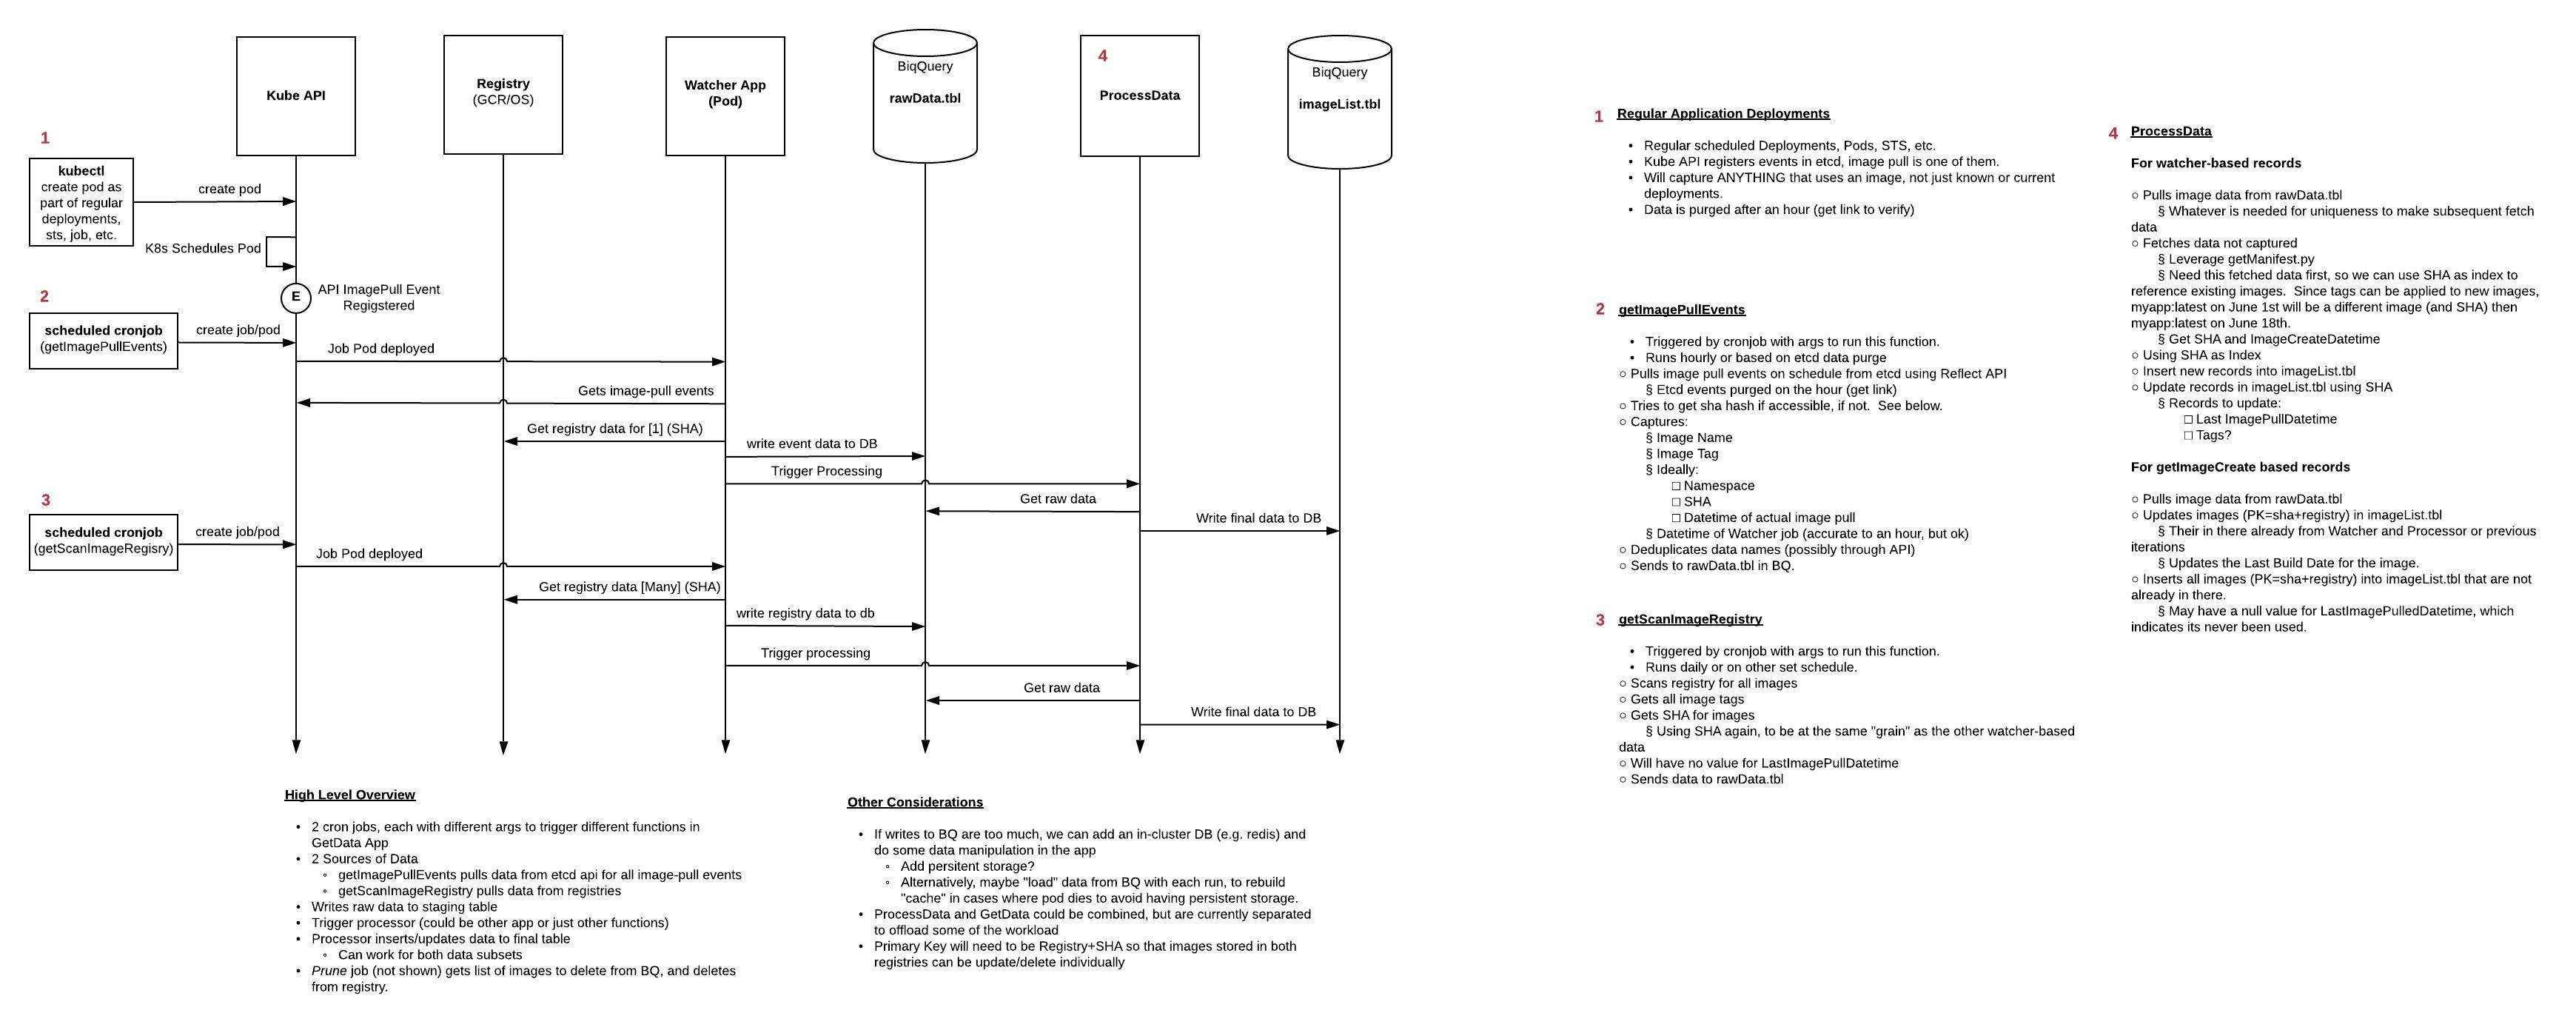 Kube API
Registry
(GCR/OS)
Watcher App
(Pod)
BiqQuery
rawData.tbl
4
ProcessData
BiqQuery
imageList.tbl
1
kubectl
create pod as
part of regular
deployments,
sts, job, etc.
create pod
K8s Schedules Pod
E
API ImagePull Event
Regigstered
2
scheduled cronjob
(getImagePullEvents)
create job/pod
Job Pod deployed
Gets image-pull events
Get registry data for [1] (SHA)
write event data to DB
Trigger Processing
Get raw data
Write final data to DB
3
scheduled cronjob
(getScanImageRegisry)
create job/pod
Job Pod deployed
Get registry data [Many] (SHA)
write registry data to db
Trigger processing
Get raw data
Write final data to DB
High Level Overview
• 2 cron jobs, each with different args to trigger different functions in
GetData App
• 2 Sources of Data
◦ getImagePullEvents pulls data from etcd api for all image-pull events
◦ getScanImageRegistry pulls data from registries
• Writes raw data to staging table
• Trigger processor (could be other app or just other functions)
• Processor inserts/updates data to final table
◦ Can work for both data subsets
• Prune job (not shown) gets list of images to delete from BQ, and deletes
from registry.
Other Considerations
• If writes to BQ are too much, we can add an in-cluster DB (e.g. redis) and
do some data manipulation in the app
◦ Add persitent storage?
◦ Alternatively, maybe "load" data from BQ with each run, to rebuild
"cache" in cases where pod dies to avoid having persistent storage.
• ProcessData and GetData could be combined, but are currently separated
to offload some of the workload
• Primary Key will need to be Registry+SHA so that images stored in both
registries can be update/delete individually
1 Regular Application Deployments
• Regular scheduled Deployments, Pods, STS, etc.
• Kube API registers events in etcd, image pull is one of them.
• Will capture ANYTHING that uses an image, not just known or current
deployments.
• Data is purged after an hour (get link to verify)
2 getImagePullEvents
• Triggered by cronjob with args to run this function.
• Runs hourly or based on etcd data purge
○ Pulls image pull events on schedule from etcd using Reflect API
§ Etcd events purged on the hour (get link)
○ Tries to get sha hash if accessible, if not.  See below.
○ Captures:
§ Image Name
§ Image Tag
§ Ideally:
□ Namespace
□ SHA
□ Datetime of actual image pull
§ Datetime of Watcher job (accurate to an hour, but ok)
○ Deduplicates data names (possibly through API)
○ Sends to rawData.tbl in BQ.
3 getScanImageRegistry
• Triggered by cronjob with args to run this function.
• Runs daily or on other set schedule.
○ Scans registry for all images
○ Gets all image tags
○ Gets SHA for images
§ Using SHA again, to be at the same "grain" as the other watcher-based
data
○ Will have no value for LastImagePullDatetime
○ Sends data to rawData.tbl
4 ProcessData
For watcher-based records
○ Pulls image data from rawData.tbl
§ Whatever is needed for uniqueness to make subsequent fetch
data
○ Fetches data not captured
§ Leverage getManifest.py
§ Need this fetched data first, so we can use SHA as index to
reference existing images.  Since tags can be applied to new images,
myapp:latest on June 1st will be a different image (and SHA) then
myapp:latest on June 18th.
§ Get SHA and ImageCreateDatetime
○ Using SHA as Index
○ Insert new records into imageList.tbl
○ Update records in imageList.tbl using SHA
§ Records to update:
□ Last ImagePullDatetime
□ Tags?
For getImageCreate based records
○ Pulls image data from rawData.tbl
○ Updates images (PK=sha+registry) in imageList.tbl
§ Their in there already from Watcher and Processor or previous
iterations
§ Updates the Last Build Date for the image.
○ Inserts all images (PK=sha+registry) into imageList.tbl that are not
already in there.
§ May have a null value for LastImagePulledDatetime, which
indicates its never been used.